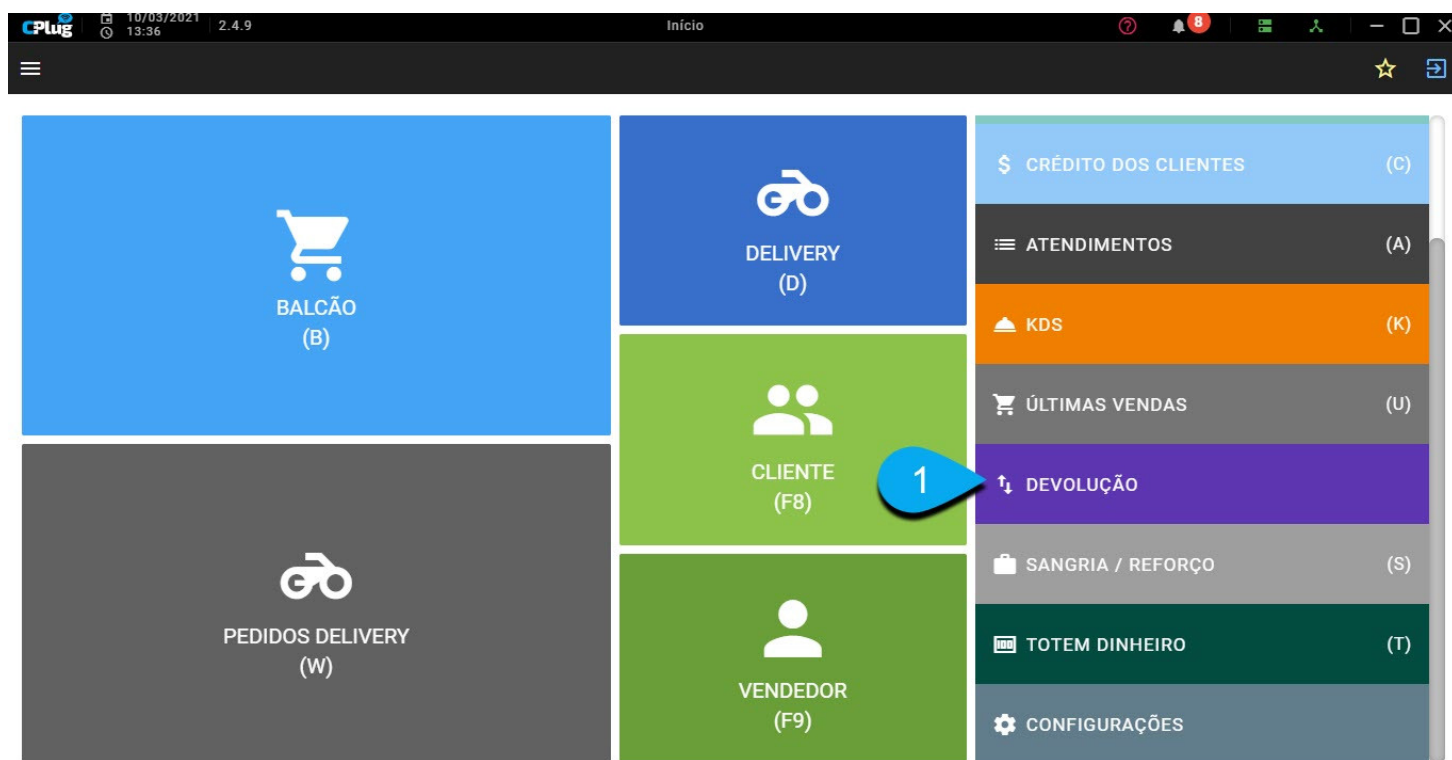 CPlug
10/03/2021
13:36
2.4.9
Início
8
BALCÃO
(B)
PEDIDOS DELIVERY
(W)
DELIVERY
(D)
CLIENTE
(F8)
VENDEDOR
(F9)
1
$ CRÉDITO DOS CLIENTES (C)
ATENDIMENTOS (A)
KDS (K)
ÚLTIMAS VENDAS (U)
DEVOLUÇÃO
SANGRIA / REFORÇO (S)
100 TOTEM DINHEIRO (T)
CONFIGURAÇÕES